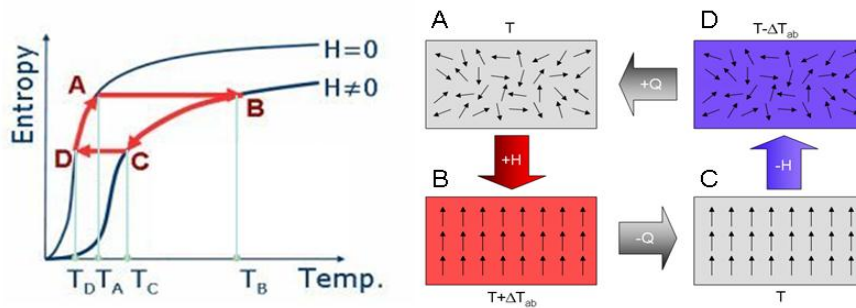 Entropy
H=0
H≠0
A
B
C
D
T_D
T_A
T_C
T_B
Temp.
A
T
D
T-ΔT_ab
+Q
+H
-H
B
C
-Q
T+ΔT_ab
T